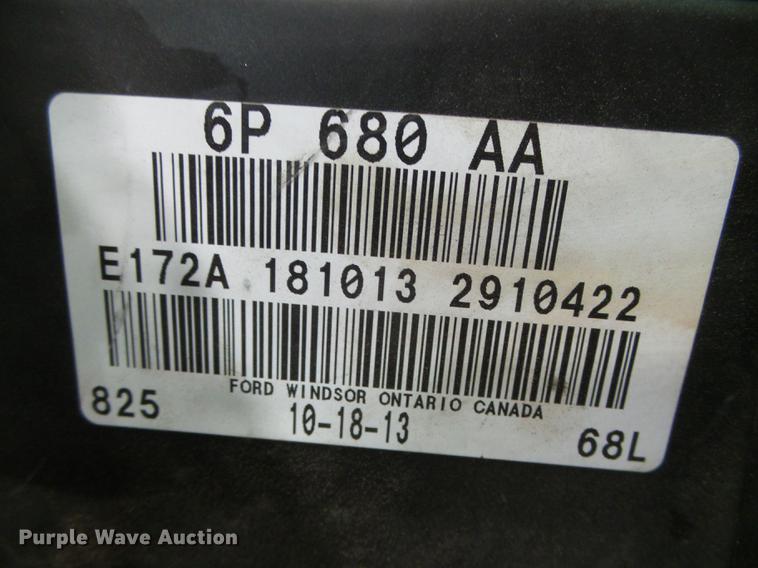 6P 680 AA
E172A 181013 2910422
FORD WINDSOR ONTARIO CANADA
825 10-18-13 68L
Purple Wave Auction